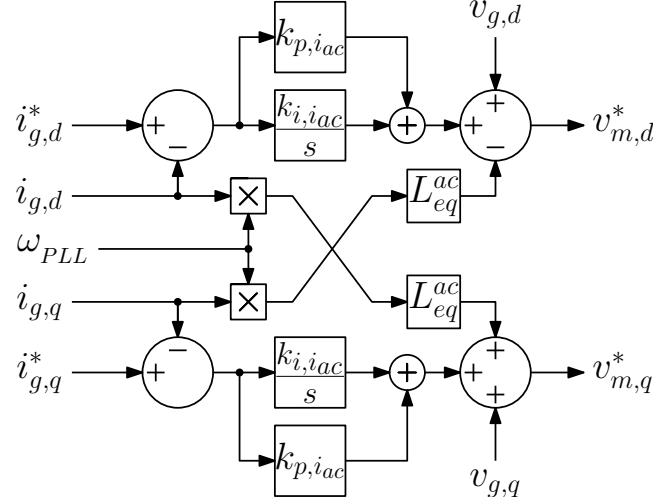 k_{p,i_{ac}} v_{g,d}
i^*_{g,d} + − k_{i,i_{ac}}/s + + + − v^*_{m,d}
i_{g,d} × L^{ac}_{eq}
ω_{PLL}
i_{g,q} × L^{ac}_{eq}
i^*_{g,q} − + k_{i,i_{ac}}/s + + + + v^*_{m,q}
k_{p,i_{ac}} v_{g,q}